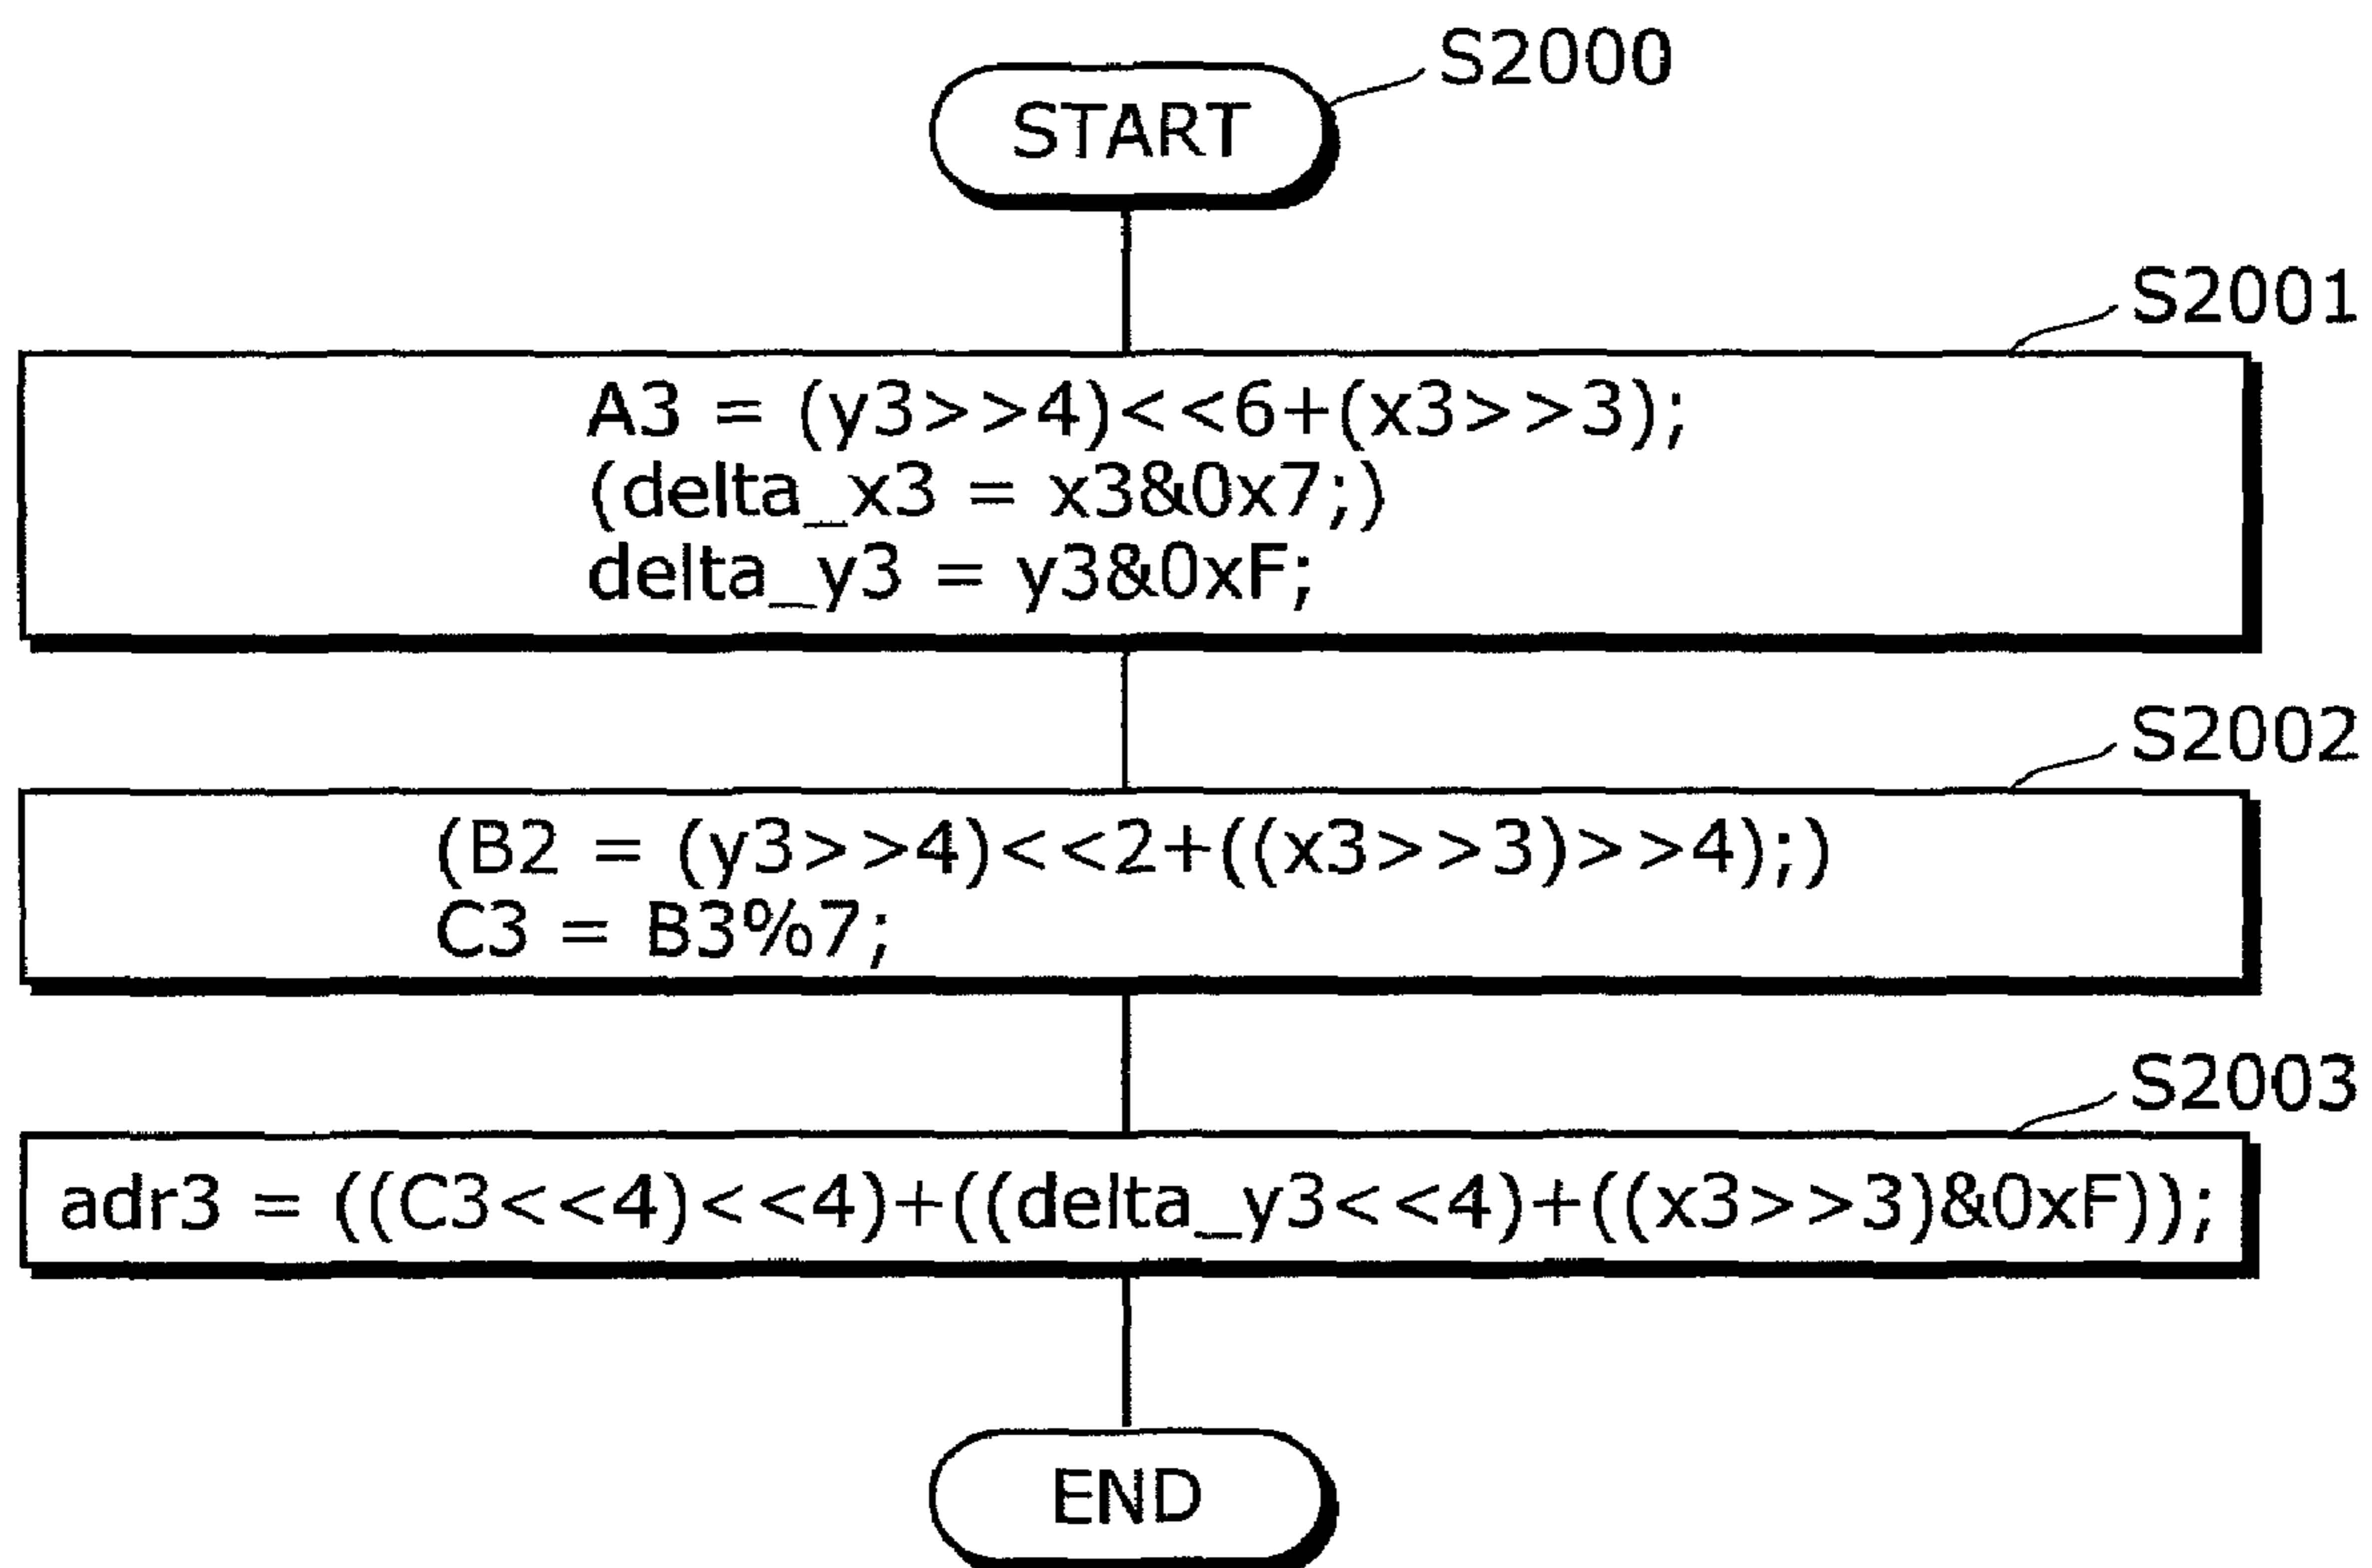 S2000
START
S2001
A3 = (y3>>4)<<6+(x3>>3);
(delta_x3 = x3&0x7;)
delta_y3 = y3&0xF;
S2002
(B2 = (y3>>4)<<2+((x3>>3)>>4);)
C3 = B3%7;
S2003
adr3 = ((C3<<4)<<4)+((delta_y3<<4)+((x3>>3)&0xF));
END